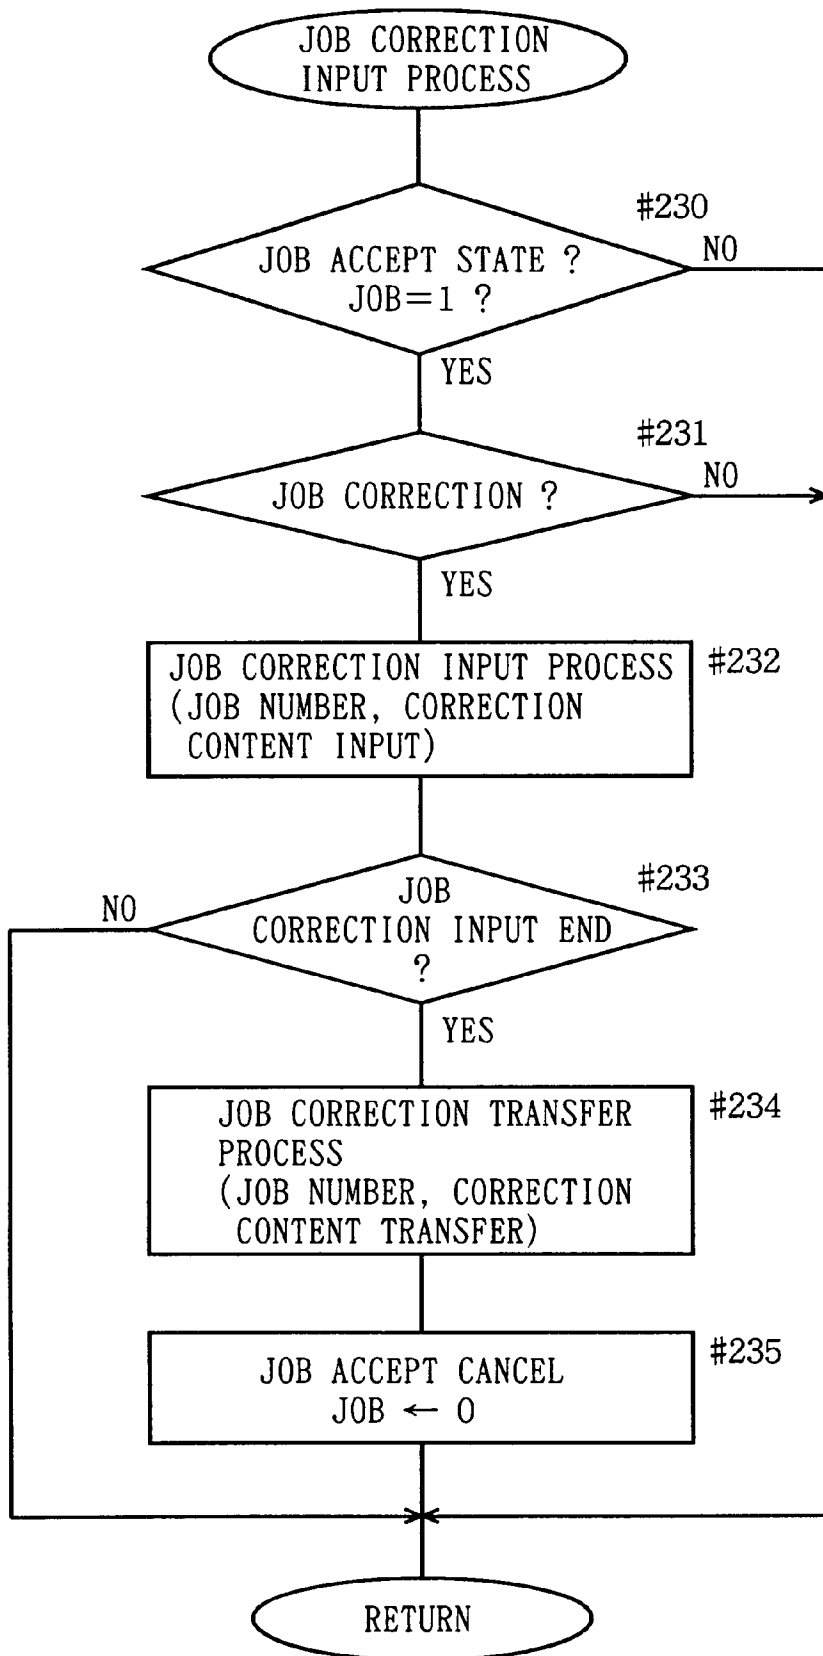 JOB CORRECTION
INPUT PROCESS
#230
JOB ACCEPT STATE ?
JOB=1 ?
NO
YES
#231
JOB CORRECTION ?
NO
YES
#232
JOB CORRECTION INPUT PROCESS
(JOB NUMBER, CORRECTION
CONTENT INPUT)
#233
NO
JOB
CORRECTION INPUT END
?
YES
#234
JOB CORRECTION TRANSFER
PROCESS
(JOB NUMBER, CORRECTION
CONTENT TRANSFER)
#235
JOB ACCEPT CANCEL
JOB ← 0
RETURN